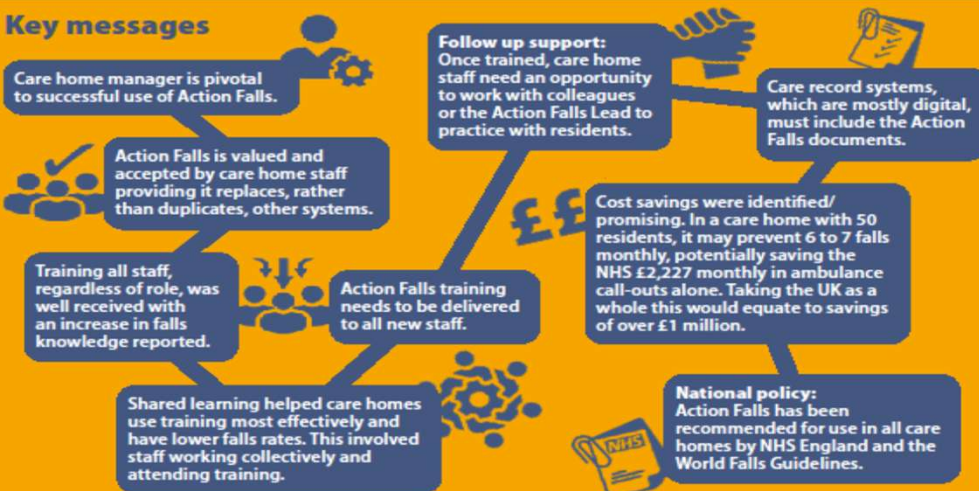 Key messages
Care home manager is pivotal
to successful use of Action Falls.
Action Falls is valued and
accepted by care home staff
providing it replaces, rather
than duplicates, other systems.
Training all staff,
regardless of role, was
well received with
an increase in falls
knowledge reported.
Shared learning helped care homes
use training most effectively and
have lower falls rates. This involved
staff working collectively and
attending training.
Action Falls training
needs to be delivered
to all new staff.
Follow up support:
Once trained, care home
staff need an opportunity
to work with colleagues
or the Action Falls Lead to
practice with residents.
Care record systems,
which are mostly digital,
must include the Action
Falls documents.
££
Cost savings were identified/
promising. In a care home with 50
residents, it may prevent 6 to 7 falls
monthly, potentially saving the
NHS £2,227 monthly in ambulance
call-outs alone. Taking the UK as a
whole this would equate to savings
of over £1 million.
National policy:
Action Falls has been
recommended for use in all care
homes by NHS England and the
World Falls Guidelines.
NHS